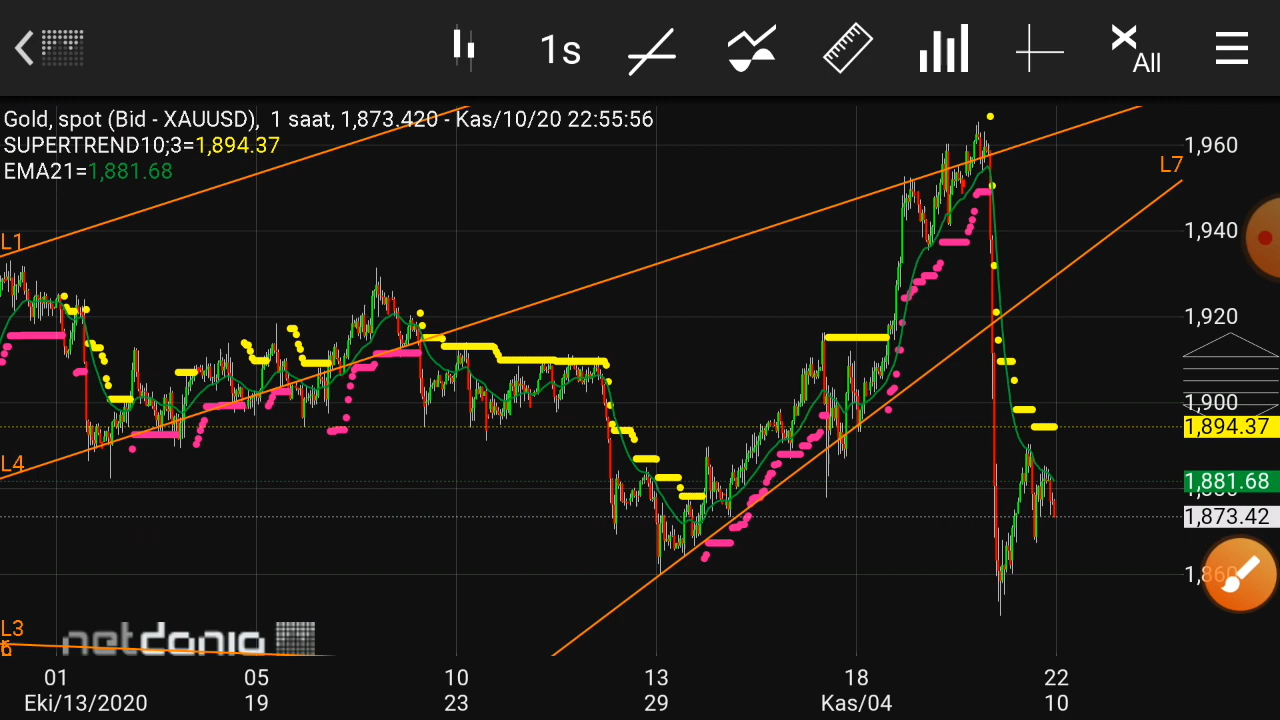 1s
All
Gold, spot (Bid - XAUUSD), 1 saat, 1,873.420 - Kas/10/20 22:55:56
SUPERTREND10;3=1,894.37
EMA21=1,881.68
1,960
L7
1,940
L1
1,920
1,900
1,894.37
L4
1,881.68
1,873.42
1,860
L3
netdania
01 05 10 13 18 22
Eki/13/2020 19 23 29 Kas/04 10